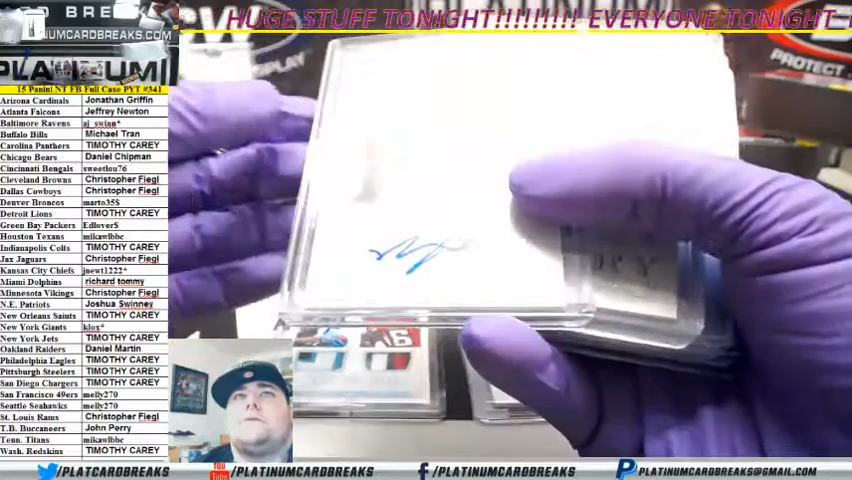 HUGE STUFF TONIGHT!!!!!!!!! EVERYONE TONIGHT
D BRE
INUMCARDBREAKS.COM
PLATINUM
DISPLAY
PROTEC
15 Panini NT FB Full Case PYT #341
Arizona Cardinals Jonathan Griffin
Atlanta Falcons Jeffrey Newton
Baltimore Ravens aj_swian*
Buffalo Bills Michael Tran
Carolina Panthers TIMOTHY CAREY
Chicago Bears Daniel Chipman
Cincinnati Bengals sweetlou76
Cleveland Browns Christopher Fiegl
Dallas Cowboys Christopher Fiegl
Denver Broncos marto35S
Detroit Lions TIMOTHY CAREY
Green Bay Packers EdloverS
Houston Texans mikawlbbc
Indianapolis Colts TIMOTHY CAREY
Jax Jaguars Christopher Fiegl
Kansas City Chiefs jnewt1222*
Miami Dolphins richard tommy
Minnesota Vikings Christopher Fiegl
N.E. Patriots Joshua Swinney
New Orleans Saints TIMOTHY CAREY
New York Giants klox*
New York Jets TIMOTHY CAREY
Oakland Raiders Daniel Martin
Philadelphia Eagles TIMOTHY CAREY
Pittsburgh Steelers TIMOTHY CAREY
San Diego Chargers TIMOTHY CAREY
San Francisco 49ers melly270
Seattle Seahawks melly270
St. Louis Rams Christopher Fiegl
T.B. Buccaneers John Perry
Tenn. Titans mikawlbbc
Wash. Redskins TIMOTHY CAREY
/PLATCARDBREAKS /PLATINUMCARDBREAKS /PLATINUMCARDBREAKS PLATINUMCARDBREAKS@GMAIL.COM